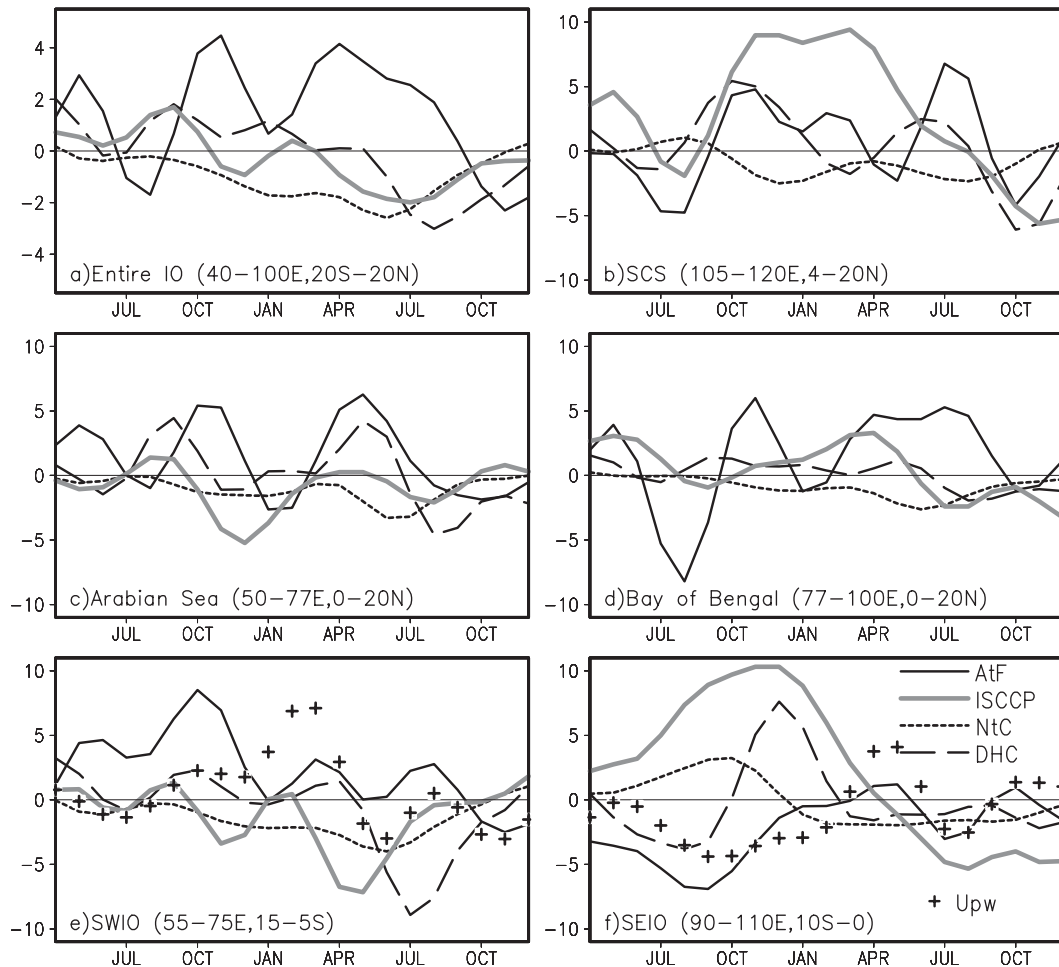 4
2
0
−2
−4
a)Entire IO (40−100E,20S−20N)
JUL OCT JAN APR JUL OCT
10
5
0
−5
−10
b)SCS (105−120E,4−20N)
JUL OCT JAN APR JUL OCT
10
5
0
−5
−10
c)Arabian Sea (50−77E,0−20N)
JUL OCT JAN APR JUL OCT
10
5
0
−5
−10
d)Bay of Bengal (77−100E,0−20N)
JUL OCT JAN APR JUL OCT
10
5
0
−5
−10
e)SWIO (55−75E,15−5S)
JUL OCT JAN APR JUL OCT
10
5
0
−5
−10
AtF
ISCCP
NtC
DHC
+ Upw
f)SEIO (90−110E,10S−0)
JUL OCT JAN APR JUL OCT